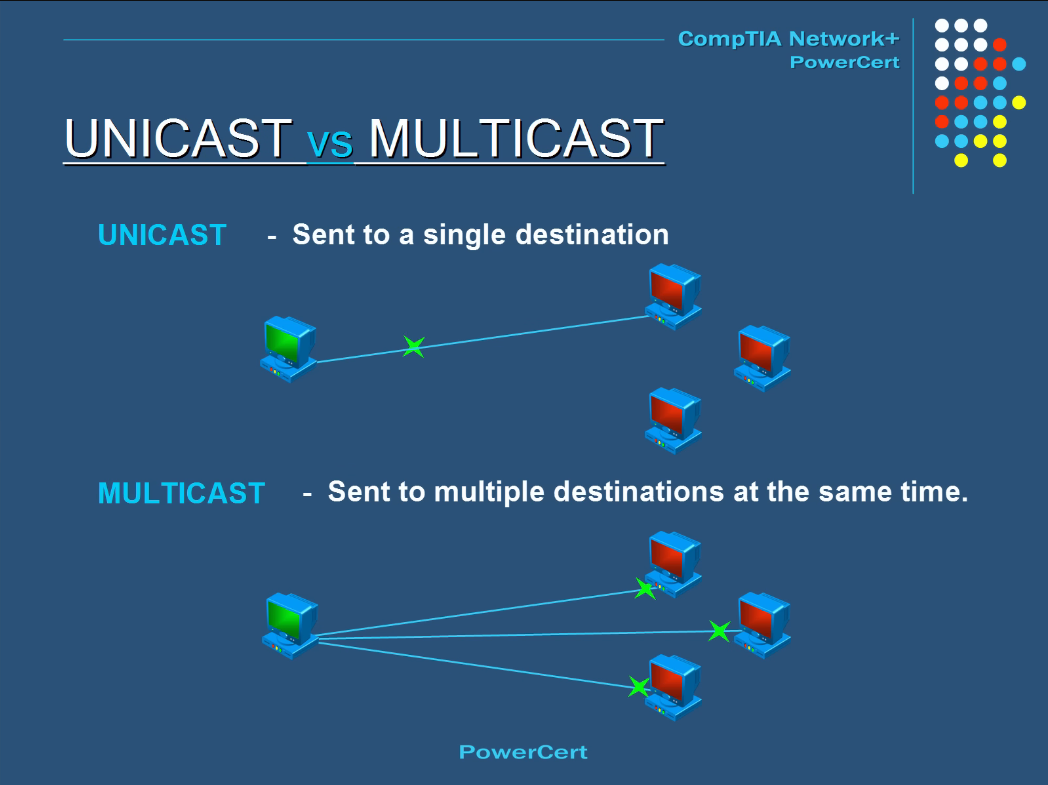 CompTIA Network+
PowerCert
UNICAST vs MULTICAST
UNICAST - Sent to a single destination
MULTICAST - Sent to multiple destinations at the same time.
PowerCert